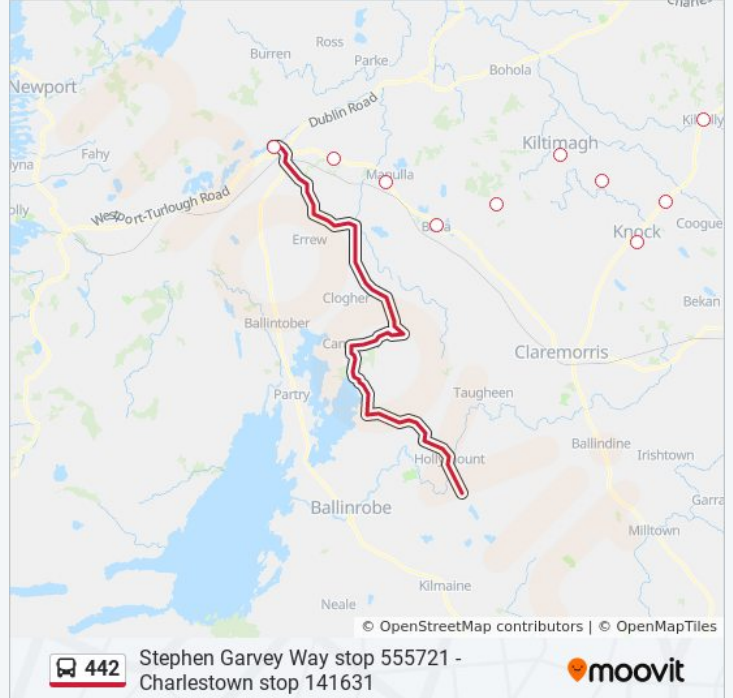 Charles
Ross
Burren
Parke
Bohola
Newport
Dublin Road
Kiltimagh
Fahy
lyna
Manulla
olly
Westport-Turlough Road
Coogue
Knock
Errew
Clogher
Bekan
Ballintober
Claremorris
Partry
Taugheen
Ballindine
Irishtown
Hollymount
Garra
Ballinrobe
Milltown
Kilmaine
Neale
© OpenStreetMap contributors | © OpenMapTiles
442
Stephen Garvey Way stop 555721 -
Charlestown stop 141631
moovit